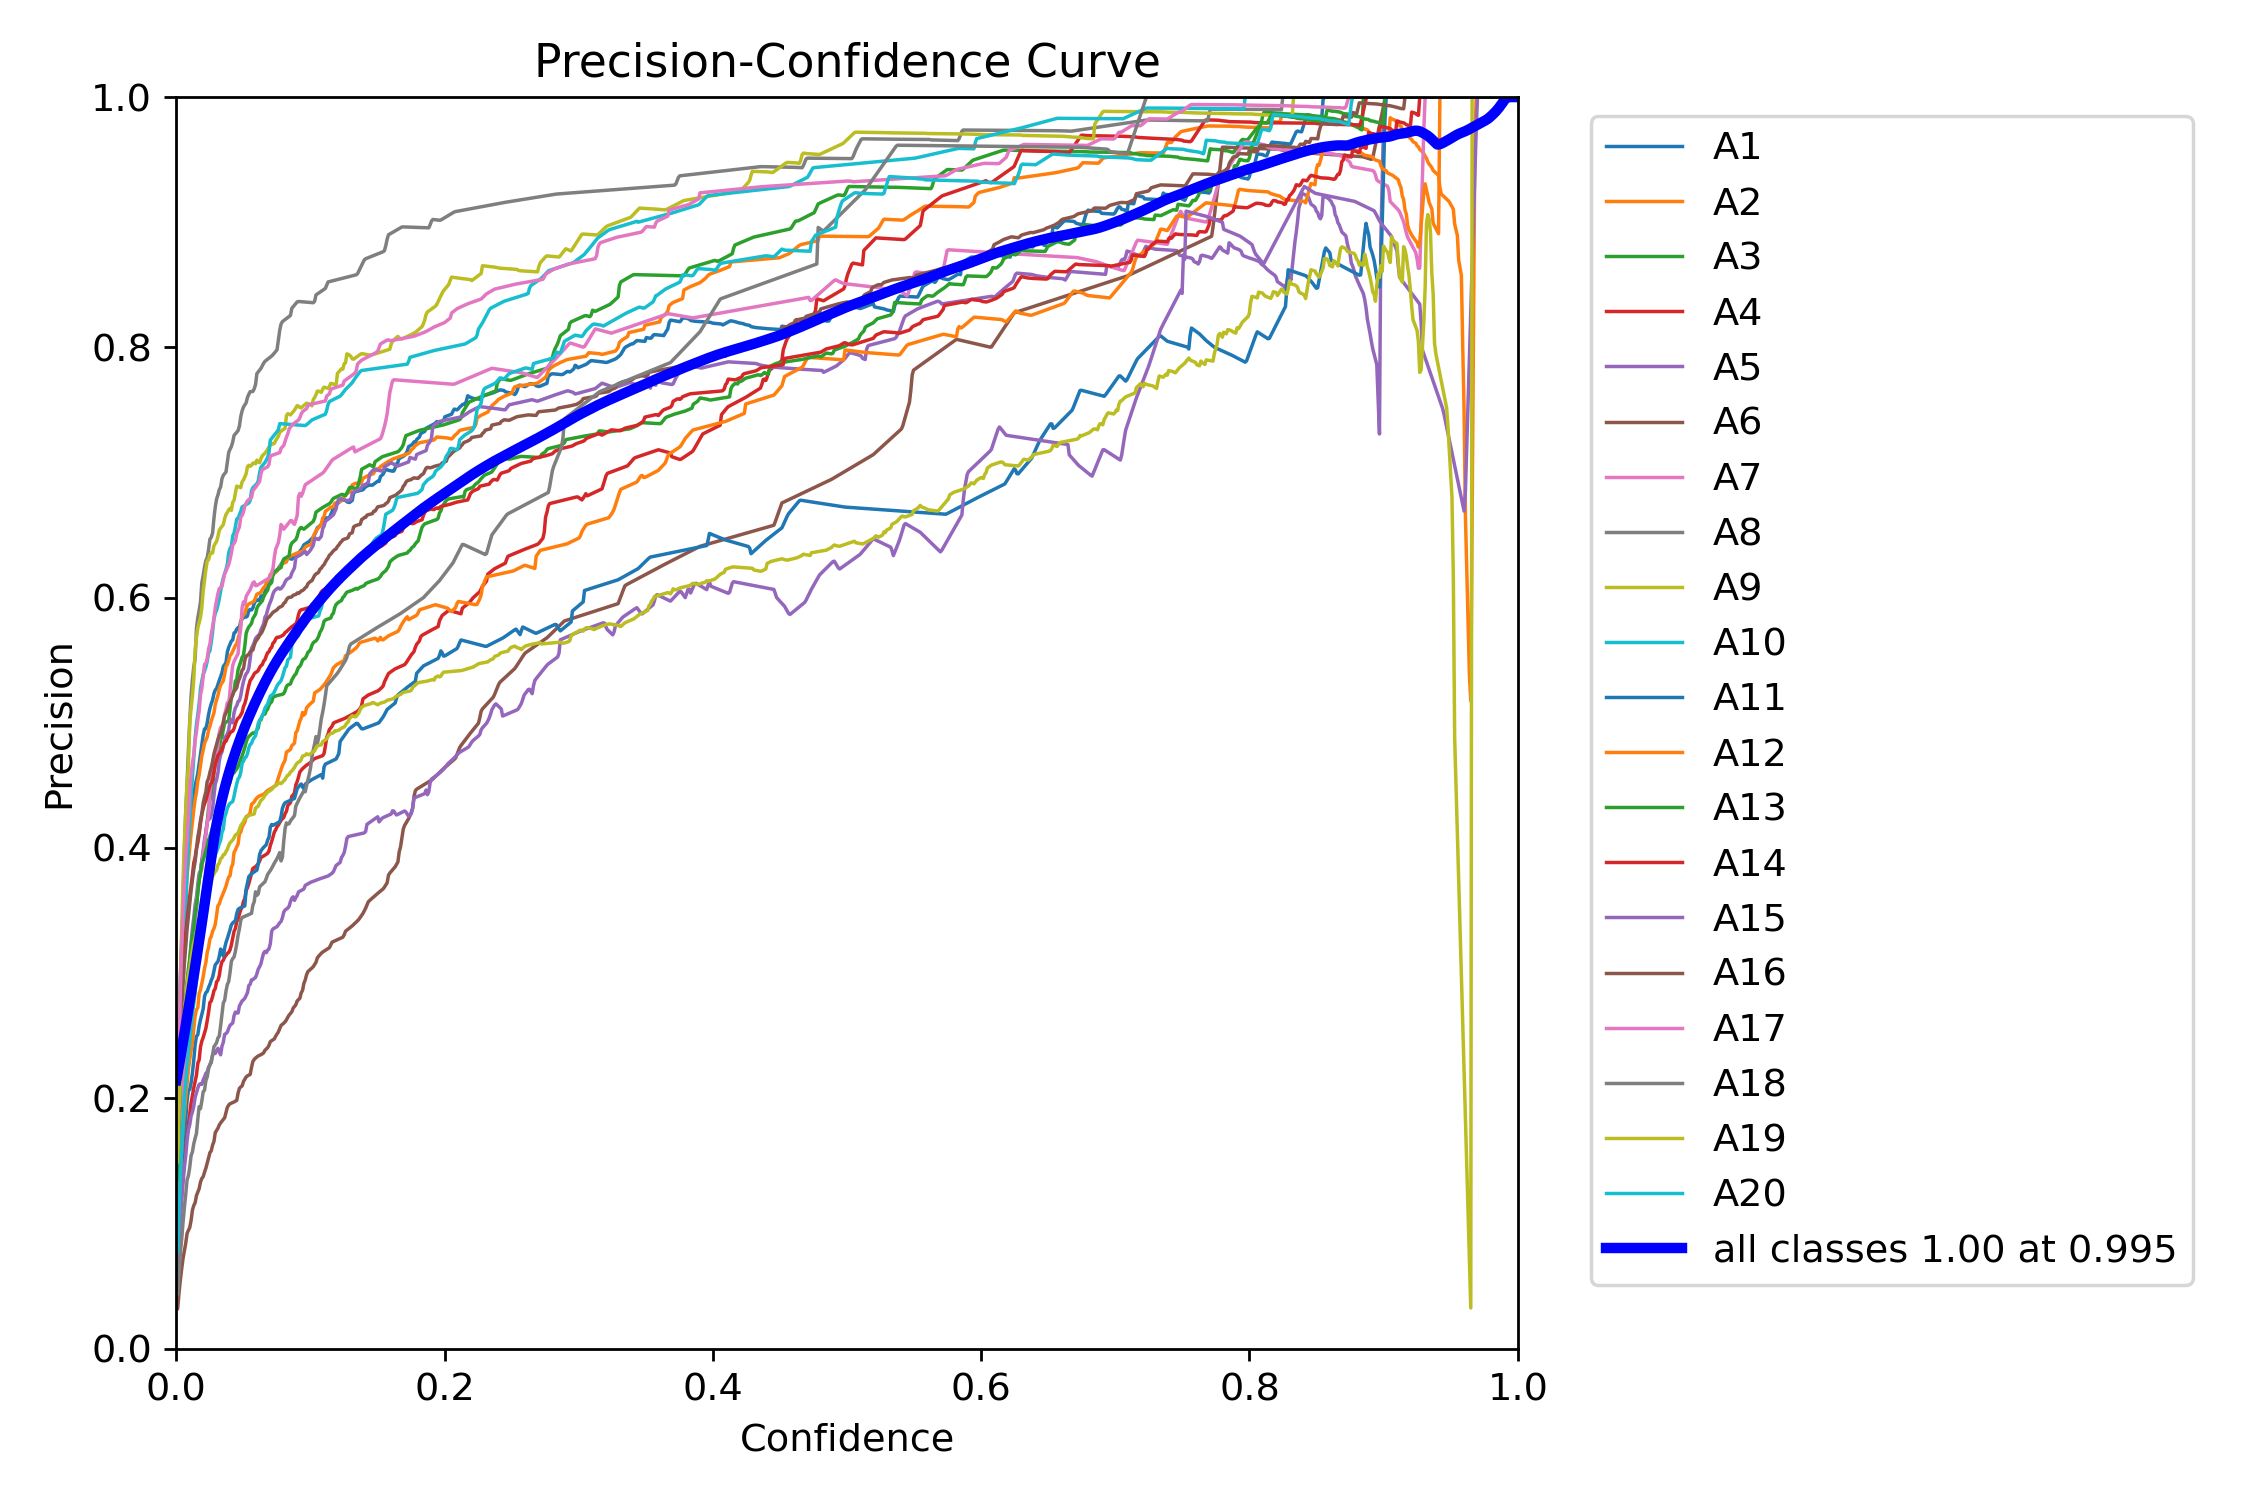 Precision-Confidence Curve
1.0
0.8
0.6
0.4
0.2
0.0
Precision
0.0 0.2 0.4 0.6 0.8 1.0
Confidence
A1
A2
A3
A4
A5
A6
A7
A8
A9
A10
A11
A12
A13
A14
A15
A16
A17
A18
A19
A20
all classes 1.00 at 0.995